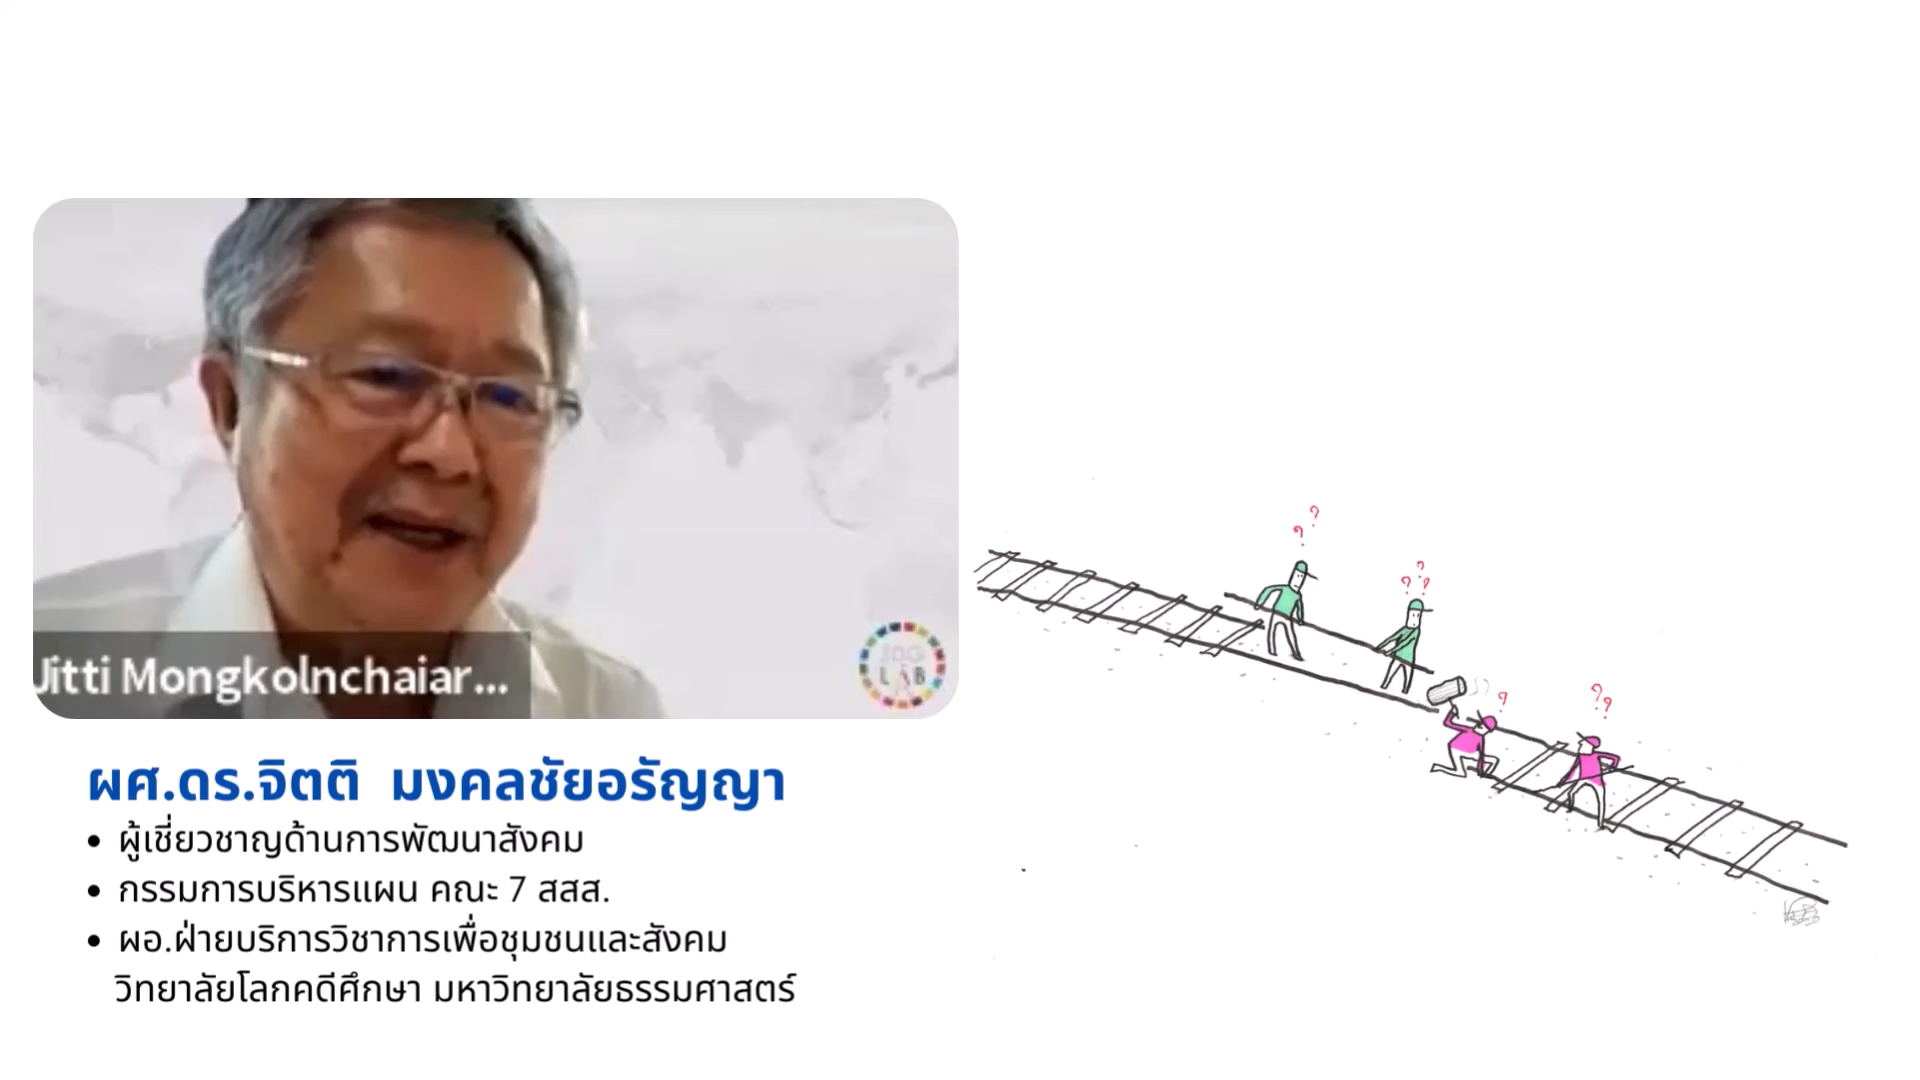 Jitti Mongkolnchaiar...
LAB
ผศ.ดร.จิตติ มงคลชัยอรัญญา
• ผู้เชี่ยวชาญด้านการพัฒนาสังคม
• กรรมการบริหารแผน คณะ 7 สสส.
• ผอ.ฝ่ายบริการวิชาการเพื่อชุมชนและสังคม
วิทยาลัยโลกคดีศึกษา มหาวิทยาลัยธรรมศาสตร์